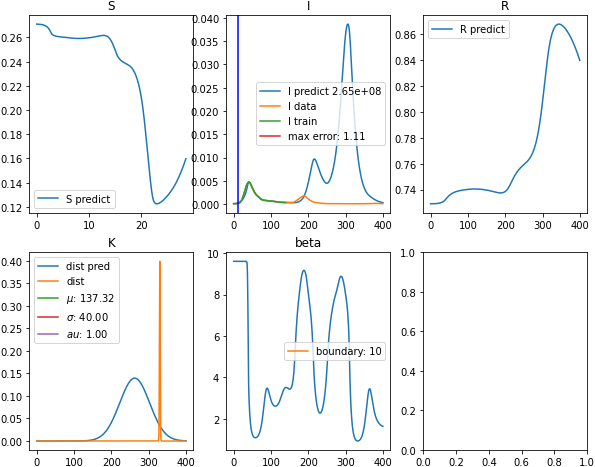 S
0.26
0.24
0.22
0.20
0.18
0.16
0.14
0.12
S predict
0 20
I
0.040
0.035
0.030
0.025
0.020
0.015
0.010
0.005
0.000
I predict 2.65e+08
I data
I train
max error: 1.11
0 100 200 300 400
R
R predict
0.86
0.84
0.82
0.80
0.78
0.76
0.74
0 100 200 300 400
K
0.40
0.35
0.30
0.25
0.20
0.15
0.10
0.05
0.00
dist pred
dist
μ: 137.32
σ: 40.00
au: 1.00
0 100 200 300 400
beta
10
8
6
4
2
boundary: 10
0 100 200 300 400
1.0
0.8
0.6
0.4
0.2
0.0
0.0 0.2 0.4 0.6 0.8 1.0